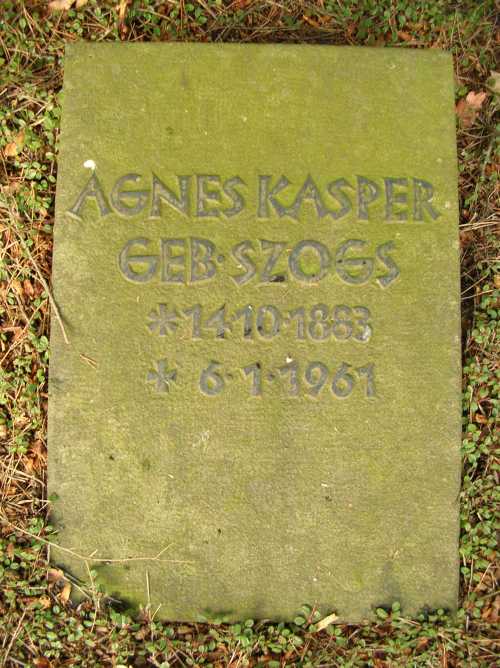 AGNES KASPER
GEB·SZOGS
* 14·10·1883
+ 6·1·1961